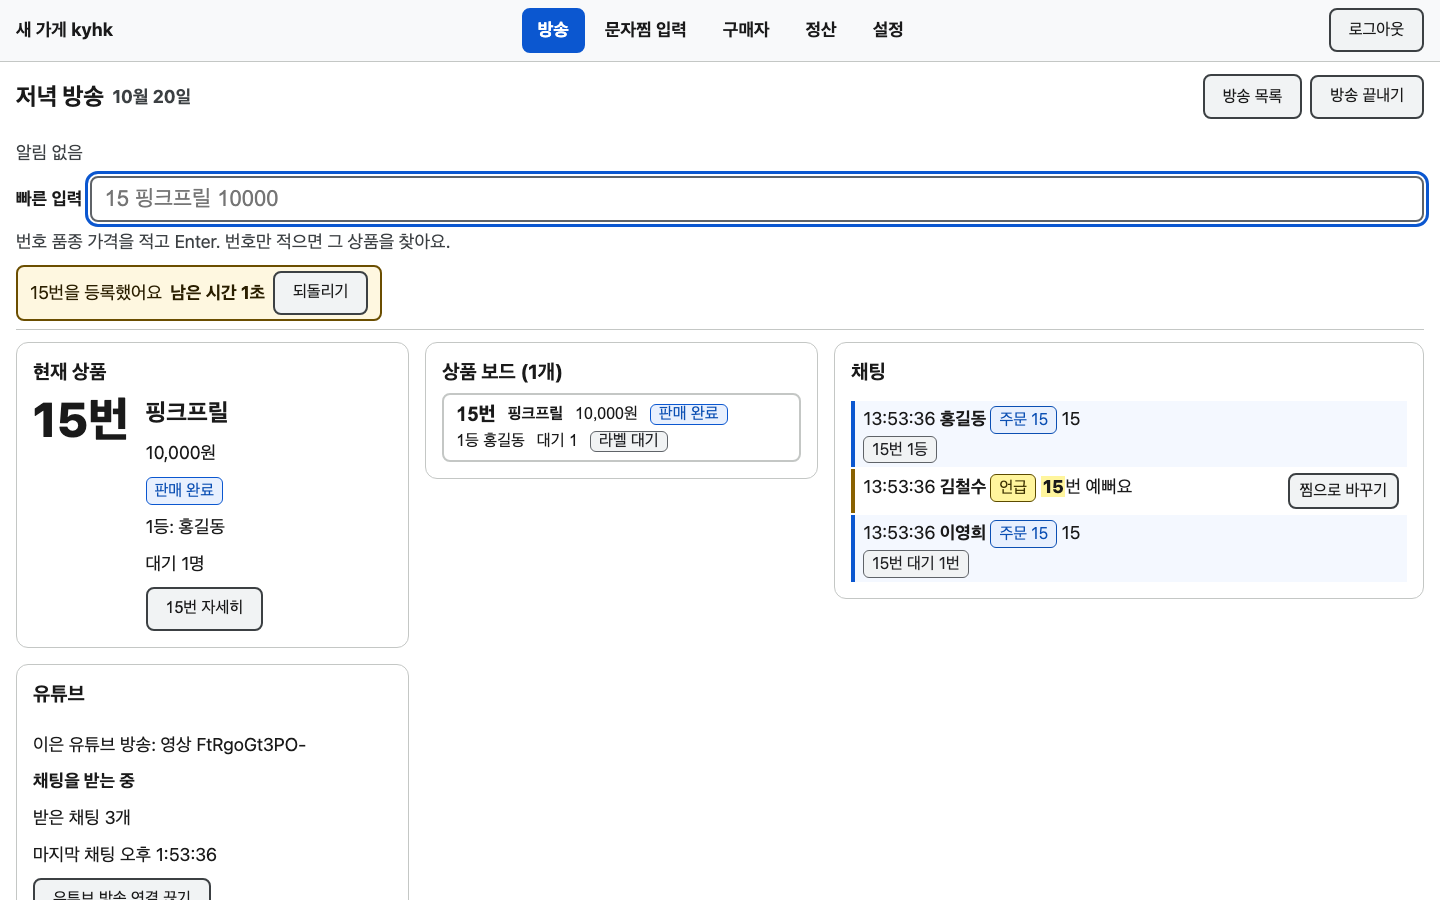 새 가게 kyhk
방송 문자찜 입력 구매자 정산 설정
로그아웃
저녁 방송 10월 20일
방송 목록 방송 끝내기
알림 없음
빠른 입력 15 핑크프릴 10000
번호 품종 가격을 적고 Enter. 번호만 적으면 그 상품을 찾아요.
15번을 등록했어요 남은 시간 1초 되돌리기
현재 상품
15번 핑크프릴
10,000원
판매 완료
1등: 홍길동
대기 1명
15번 자세히
유튜브
이은 유튜브 방송: 영상 FtRgoGt3PO-
채팅을 받는 중
받은 채팅 3개
마지막 채팅 오후 1:53:36
유튜브 방송 연결 끊기
상품 보드 (1개)
15번 핑크프릴 10,000원 판매 완료
1등 홍길동 대기 1 라벨 대기
채팅
13:53:36 홍길동 주문 15 15
15번 1등
13:53:36 김철수 언급 15번 예뻐요 찜으로 바꾸기
13:53:36 이영희 주문 15 15
15번 대기 1번